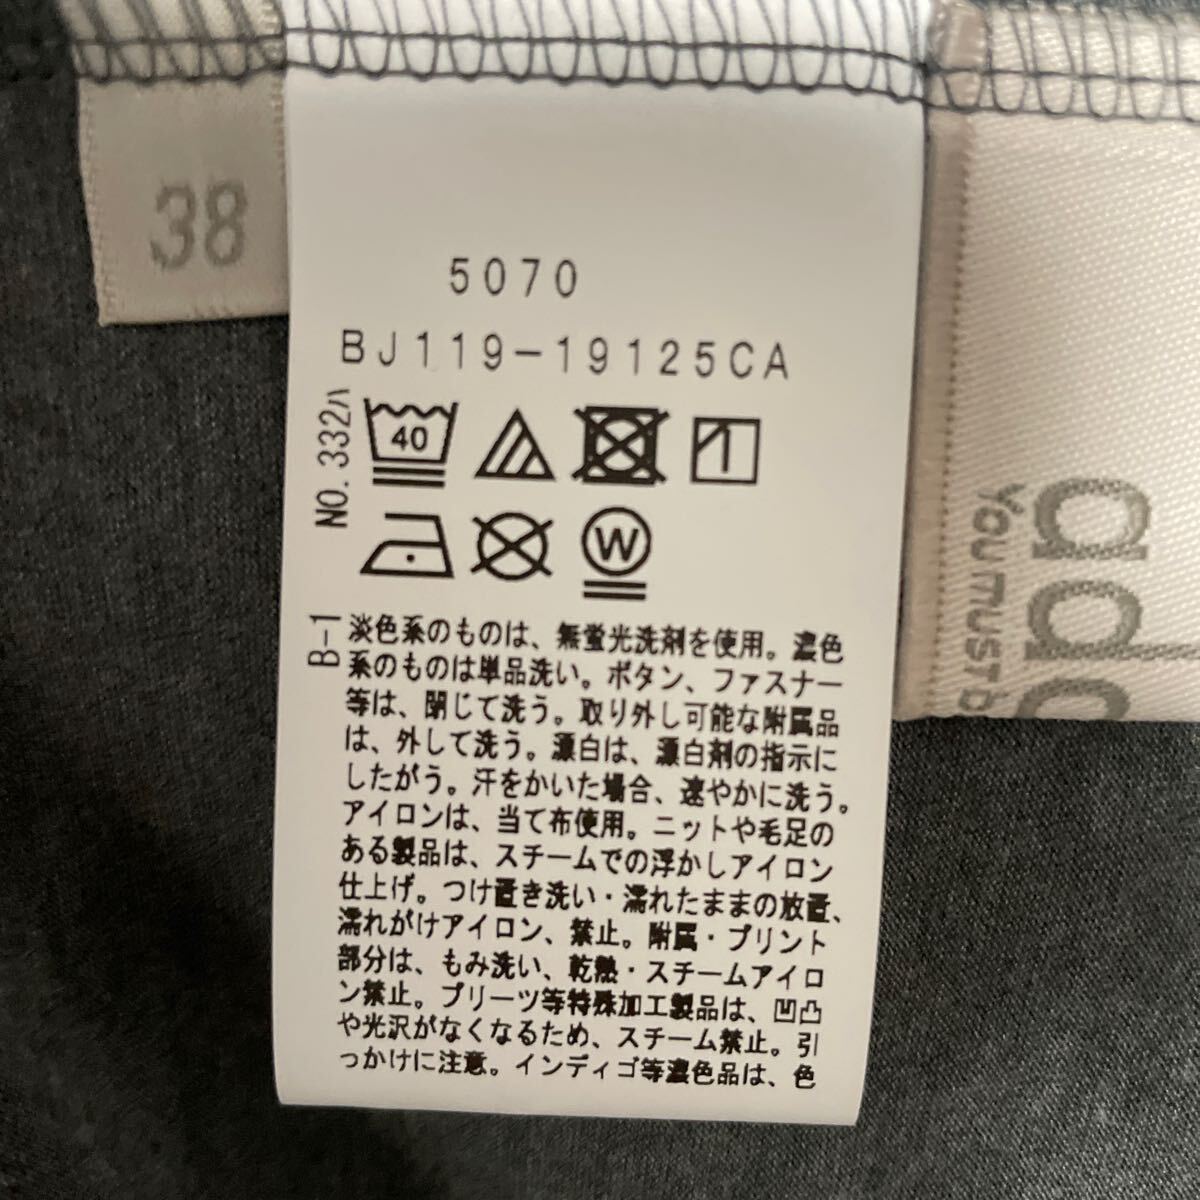 38
5070
BJ119-19125CA
NO.332ハ
40
W
B-1
淡色系のものは、無蛍光洗剤を使用。濃色
系のものは単品洗い。ボタン、ファスナー
等は、閉じて洗う。取り外し可能な附属品
は、外して洗う。漂白は、漂白剤の指示に
したがう。汗をかいた場合、速やかに洗う。
アイロンは、当て布使用。ニットや毛足の
ある製品は、スチームでの浮かしアイロン
仕上げ。つけ置き洗い・濡れたままの放置、
濡れがけアイロン、禁止。附属・プリント
部分は、もみ洗い、乾熱・スチームアイロ
ン禁止。プリーツ等特殊加工製品は、凹凸
や光沢がなくなるため、スチーム禁止。引
っかけに注意。インディゴ等濃色品は、色
YOU MUST